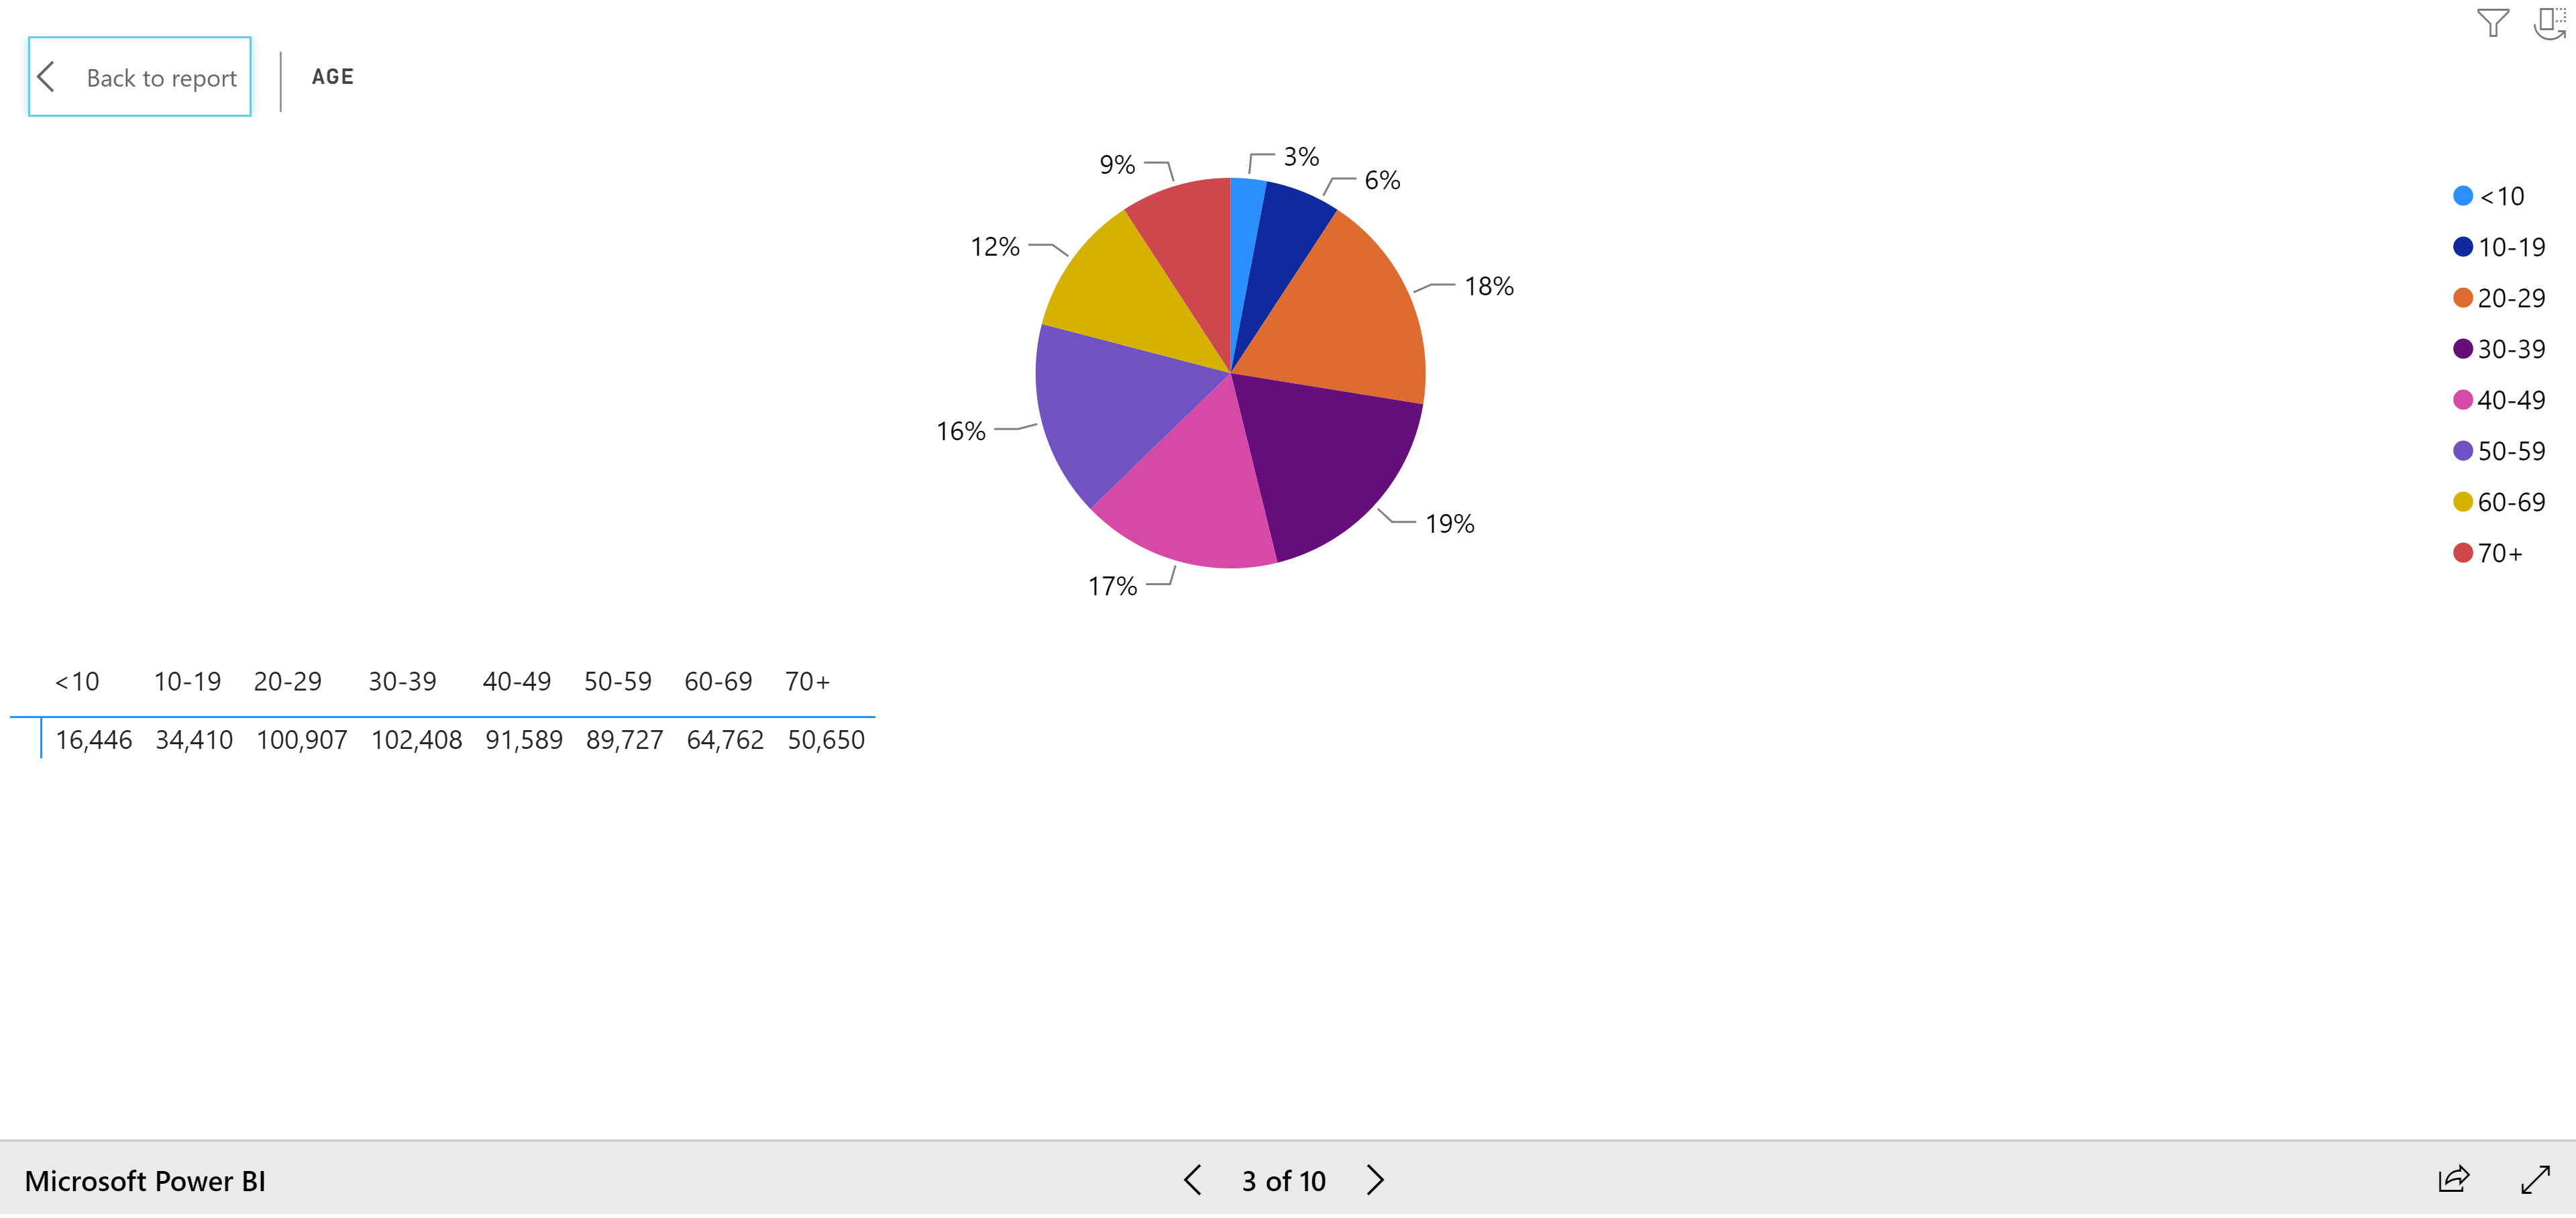 Back to report
AGE
3%
6%
18%
19%
17%
16%
12%
9%
<10
10-19
20-29
30-39
40-49
50-59
60-69
70+
<10 10-19 20-29 30-39 40-49 50-59 60-69 70+
16,446 34,410 100,907 102,408 91,589 89,727 64,762 50,650
Microsoft Power BI
3 of 10